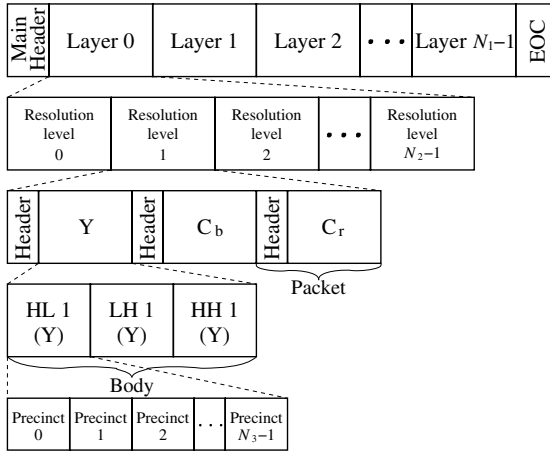 Main Header Layer 0 Layer 1 Layer 2 • • • Layer N₁−1 EOC
Resolution level 0 Resolution level 1 Resolution level 2 • • • Resolution level N₂−1
Header Y Header C_b Header C_r
Packet
HL 1 (Y) LH 1 (Y) HH 1 (Y)
Body
Precinct 0 Precinct 1 Precinct 2 • • • Precinct N₃−1